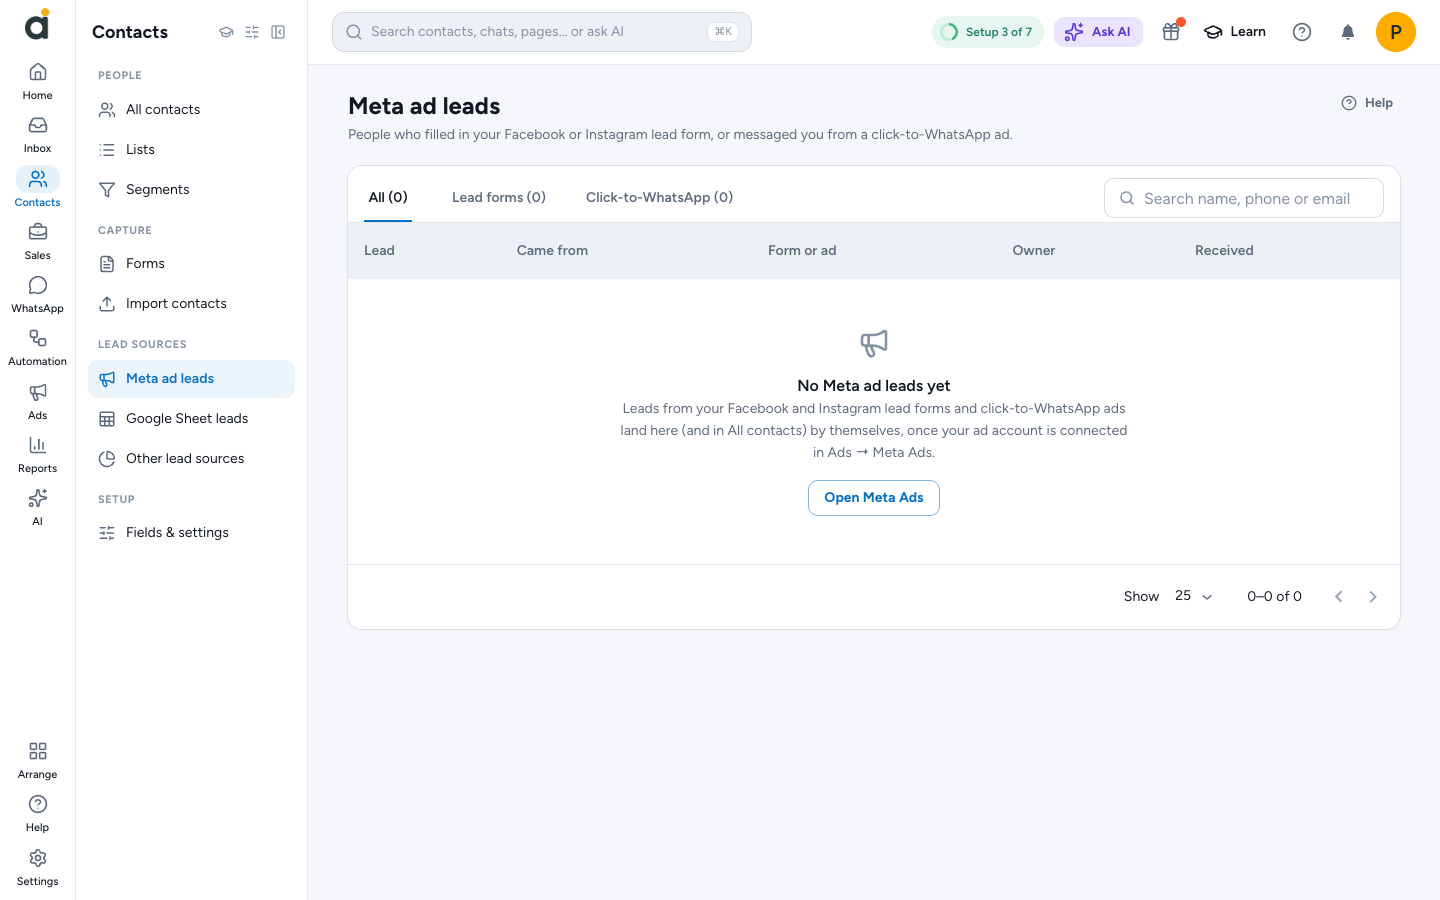 Home
Inbox
Contacts
Sales
WhatsApp
Automation
Ads
Reports
AI
Arrange
Help
Settings
Contacts
PEOPLE
All contacts
Lists
Segments
CAPTURE
Forms
Import contacts
LEAD SOURCES
Meta ad leads
Google Sheet leads
Other lead sources
SETUP
Fields & settings
Search contacts, chats, pages... or ask AI ⌘K
Setup 3 of 7
Ask AI
Learn
P
Meta ad leads
Help
People who filled in your Facebook or Instagram lead form, or messaged you from a click-to-WhatsApp ad.
All (0) Lead forms (0) Click-to-WhatsApp (0) Search name, phone or email
Lead Came from Form or ad Owner Received
No Meta ad leads yet
Leads from your Facebook and Instagram lead forms and click-to-WhatsApp ads
land here (and in All contacts) by themselves, once your ad account is connected
in Ads → Meta Ads.
Open Meta Ads
Show 25 0–0 of 0